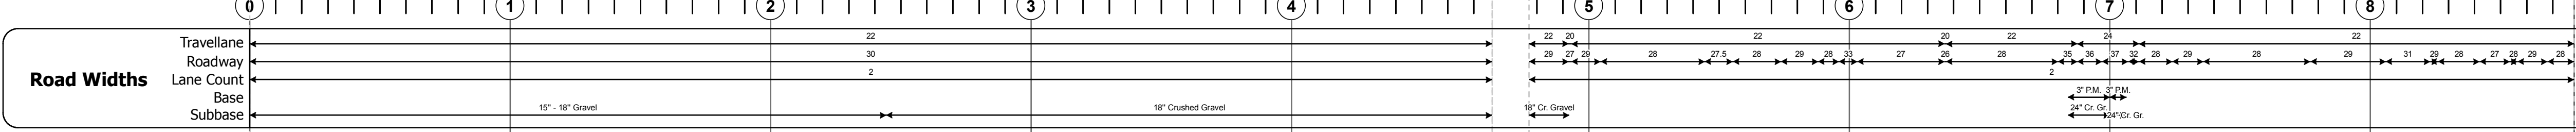 0 1 2 3 4 5 6 7 8
Travellane 22 22 20 22 20 22 24 22
Roadway 30 29 27 29 28 27.5 28 29 28 33 27 26 28 35 36 37 32 28 29 28 29 31 29 28 27 28 29 28
Road Widths
Lane Count 2 2
Base 3" P.M. 3" P.M.
Subbase 15" - 18" Gravel 18" Crushed Gravel 18" Cr. Gravel 24" Cr. Gr. 24" Cr. Gr.